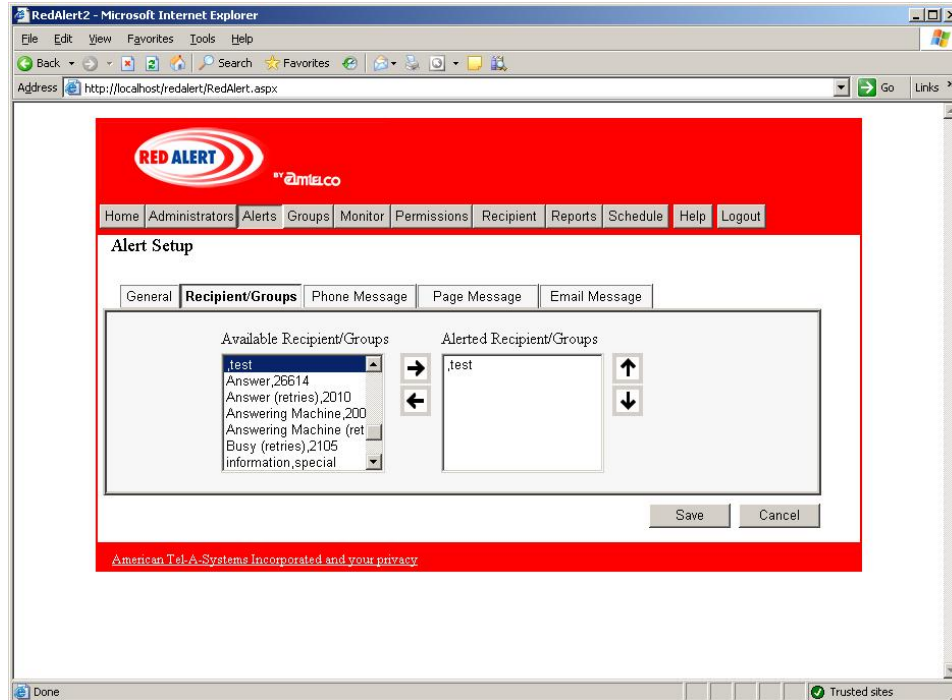 RedAlert2 - Microsoft Internet Explorer
File Edit View Favorites Tools Help
Back Search Favorites
Address http://localhost/redalert/RedAlert.aspx Go Links
RED ALERT
BY amtelco
Home Administrators Alerts Groups Monitor Permissions Recipient Reports Schedule Help Logout
Alert Setup
General Recipient/Groups Phone Message Page Message Email Message
Available Recipient/Groups Alerted Recipient/Groups
,test ,test
Answer,26614
Answer (retries),2010
Answering Machine,200
Answering Machine (ret
Busy (retries),2105
information,special
Save Cancel
American Tel-A-Systems Incorporated and your privacy
Done Trusted sites